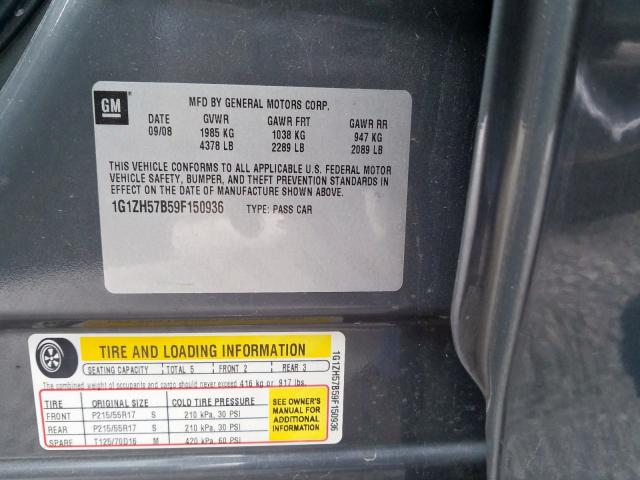 GM
MFD BY GENERAL MOTORS CORP.
DATE GVWR GAWR FRT GAWR RR
09/08 1985 KG 1038 KG 947 KG
4378 LB 2289 LB 2089 LB
THIS VEHICLE CONFORMS TO ALL APPLICABLE U.S. FEDERAL MOTOR
VEHICLE SAFETY, BUMPER, AND THEFT PREVENTION STANDARDS IN
EFFECT ON THE DATE OF MANUFACTURE SHOWN ABOVE.
1G1ZH57B59F150936 TYPE: PASS CAR
TIRE AND LOADING INFORMATION
SEATING CAPACITY TOTAL 5 FRONT 2 REAR 3
The combined weight of occupants and cargo should never exceed 416 kg or 917 lbs.
TIRE ORIGINAL SIZE COLD TIRE PRESSURE
FRONT P215/55R17 S 210 kPa, 30 PSI
REAR P215/55R17 S 210 kPa, 30 PSI
SPARE T125/70D16 M 420 kPa, 60 PSI
SEE OWNER'S
MANUAL FOR
ADDITIONAL
INFORMATION
1G1ZH57B59F150936